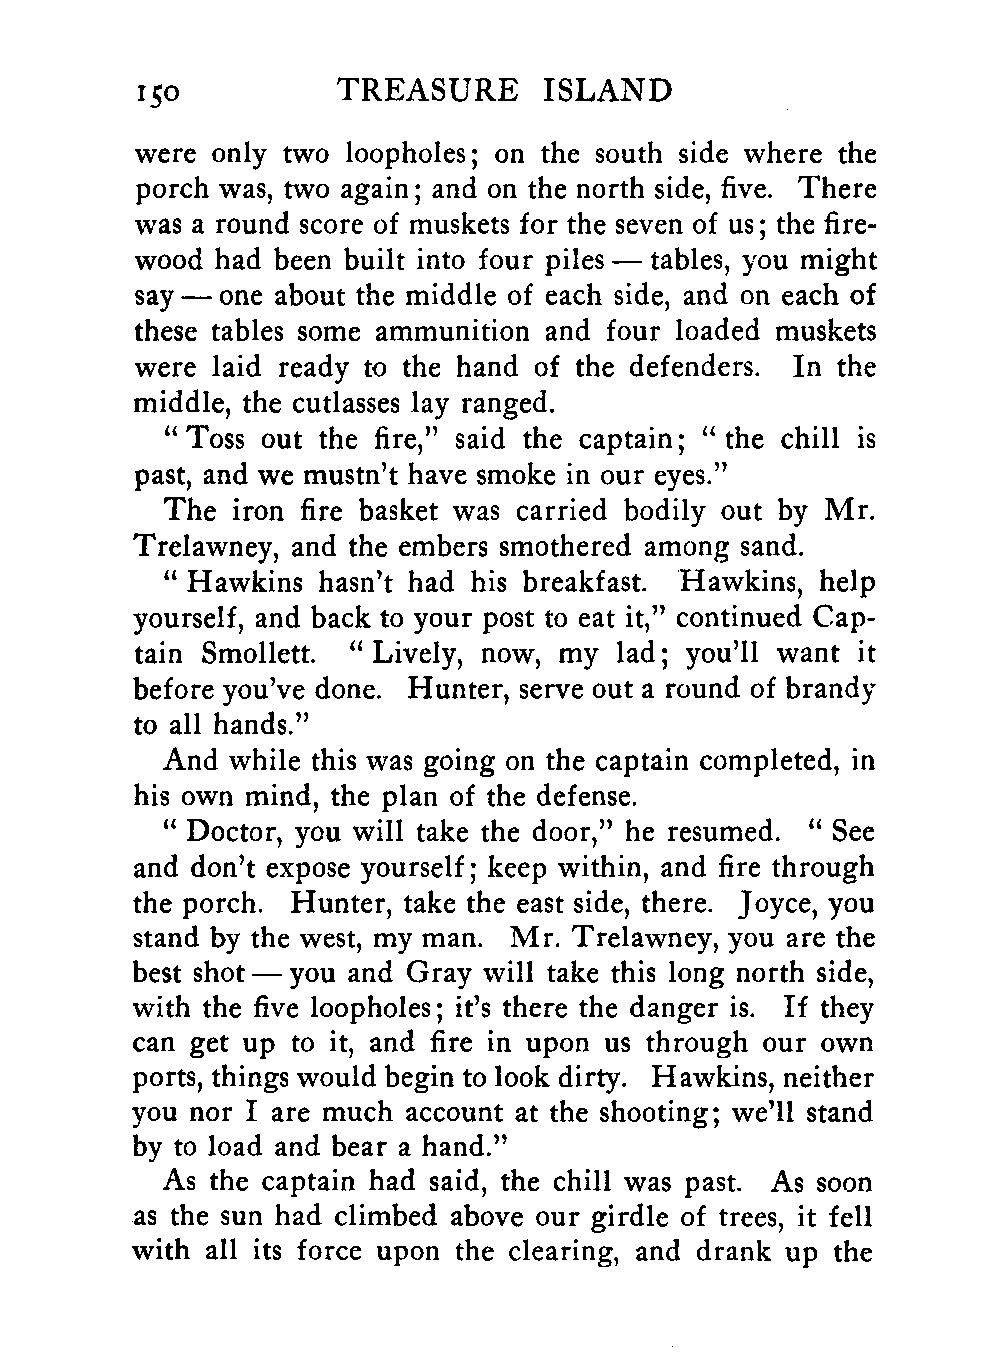 150 TREASURE ISLAND
were only two loopholes; on the south side where the
porch was, two again; and on the north side, five. There
was a round score of muskets for the seven of us; the fire-
wood had been built into four piles — tables, you might
say — one about the middle of each side, and on each of
these tables some ammunition and four loaded muskets
were laid ready to the hand of the defenders. In the
middle, the cutlasses lay ranged.
“ Toss out the fire,” said the captain; “ the chill is
past, and we mustn’t have smoke in our eyes.”
The iron fire basket was carried bodily out by Mr.
Trelawney, and the embers smothered among sand.
“ Hawkins hasn’t had his breakfast. Hawkins, help
yourself, and back to your post to eat it,” continued Cap-
tain Smollett. “ Lively, now, my lad; you’ll want it
before you’ve done. Hunter, serve out a round of brandy
to all hands.”
And while this was going on the captain completed, in
his own mind, the plan of the defense.
“ Doctor, you will take the door,” he resumed. “ See
and don’t expose yourself; keep within, and fire through
the porch. Hunter, take the east side, there. Joyce, you
stand by the west, my man. Mr. Trelawney, you are the
best shot — you and Gray will take this long north side,
with the five loopholes; it’s there the danger is. If they
can get up to it, and fire in upon us through our own
ports, things would begin to look dirty. Hawkins, neither
you nor I are much account at the shooting; we’ll stand
by to load and bear a hand.”
As the captain had said, the chill was past. As soon
as the sun had climbed above our girdle of trees, it fell
with all its force upon the clearing, and drank up the